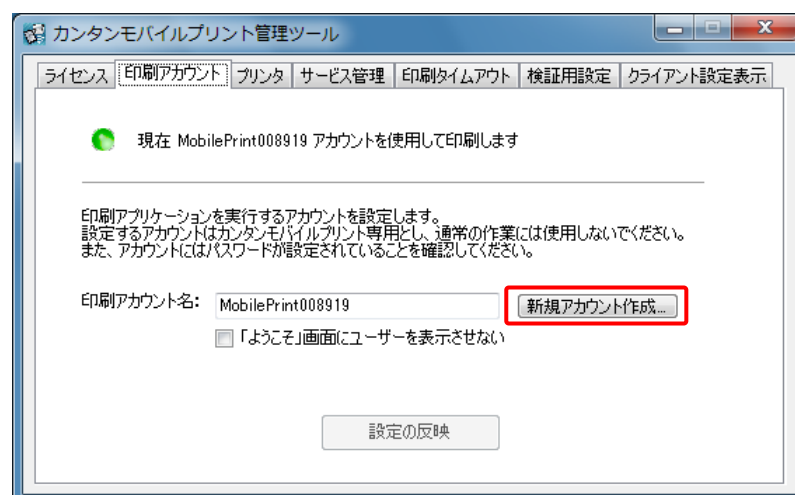 カンタンモバイルプリント管理ツール
ライセンス 印刷アカウント プリンタ サービス管理 印刷タイムアウト 検証用設定 クライアント設定表示
現在 MobilePrint008919 アカウントを使用して印刷します
印刷アプリケーションを実行するアカウントを設定します。
設定するアカウントはカンタンモバイルプリント専用とし、通常の作業には使用しないでください。
また、アカウントにはパスワードが設定されていることを確認してください。
印刷アカウント名: MobilePrint008919 新規アカウント作成...
「ようこそ」画面にユーザーを表示させない
設定の反映